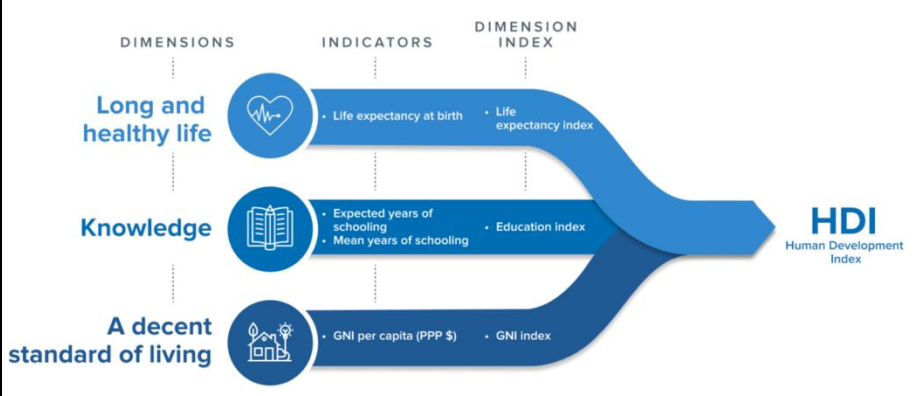 DIMENSIONS
INDICATORS
DIMENSION
INDEX
Long and
healthy life
• Life expectancy at birth
• Life
expectancy index
Knowledge
• Expected years of
schooling
• Mean years of schooling
• Education index
HDI
Human Development
Index
A decent
standard of living
• GNI per capita (PPP $)
• GNI index